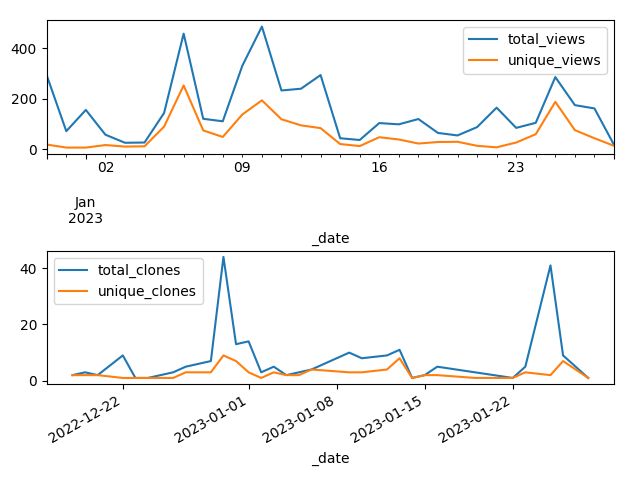 total_views
unique_views
400
200
0
02
09
16
23
Jan
2023
_date
total_clones
unique_clones
40
20
0
2022-12-22
2023-01-01
2023-01-08
2023-01-15
2023-01-22
_date